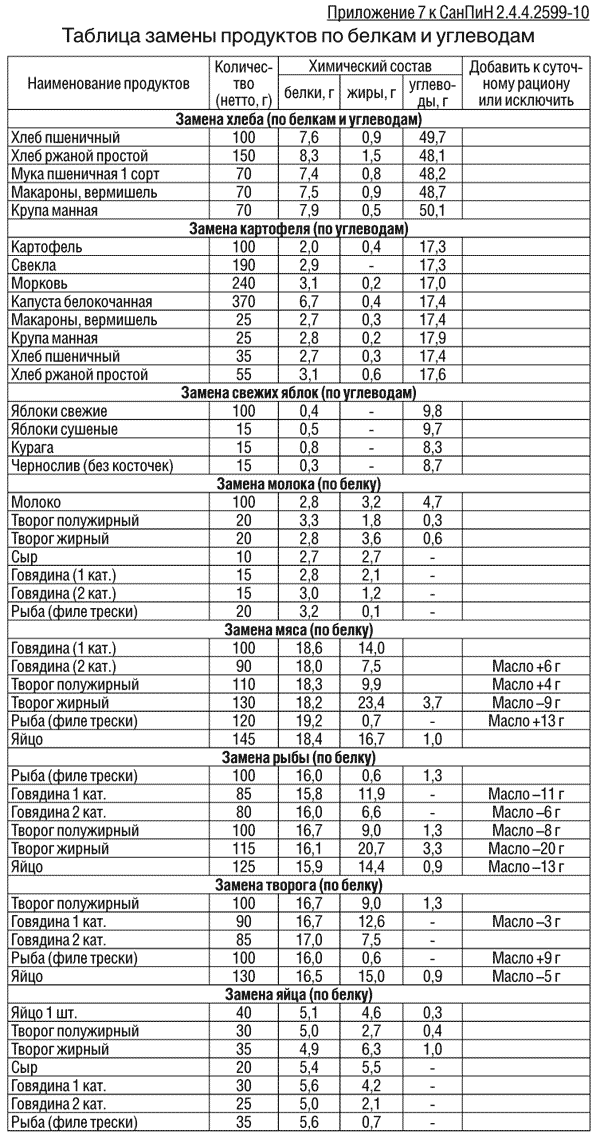 Приложение 7 к СанПиН 2.4.4.2599-10
Таблица замены продуктов по белкам и углеводам
Наименование продуктов | Количество (нетто, г) | Химический состав | Добавить к суточному рациону или исключить
белки, г | жиры, г | углеводы, г
Замена хлеба (по белкам и углеводам)
Хлеб пшеничный 100 7,6 0,9 49,7
Хлеб ржаной простой 150 8,3 1,5 48,1
Мука пшеничная 1 сорт 70 7,4 0,8 48,2
Макароны, вермишель 70 7,5 0,9 48,7
Крупа манная 70 7,9 0,5 50,1
Замена картофеля (по углеводам)
Картофель 100 2,0 0,4 17,3
Свекла 190 2,9 - 17,3
Морковь 240 3,1 0,2 17,0
Капуста белокочанная 370 6,7 0,4 17,4
Макароны, вермишель 25 2,7 0,3 17,4
Крупа манная 25 2,8 0,2 17,9
Хлеб пшеничный 35 2,7 0,3 17,4
Хлеб ржаной простой 55 3,1 0,6 17,6
Замена свежих яблок (по углеводам)
Яблоки свежие 100 0,4 - 9,8
Яблоки сушеные 15 0,5 - 9,7
Курага 15 0,8 - 8,3
Чернослив (без косточек) 15 0,3 - 8,7
Замена молока (по белку)
Молоко 100 2,8 3,2 4,7
Творог полужирный 20 3,3 1,8 0,3
Творог жирный 20 2,8 3,6 0,6
Сыр 10 2,7 2,7 -
Говядина (1 кат.) 15 2,8 2,1 -
Говядина (2 кат.) 15 3,0 1,2 -
Рыба (филе трески) 20 3,2 0,1 -
Замена мяса (по белку)
Говядина (1 кат.) 100 18,6 14,0
Говядина (2 кат.) 90 18,0 7,5 Масло +6 г
Творог полужирный 110 18,3 9,9 Масло +4 г
Творог жирный 130 18,2 23,4 3,7 Масло –9 г
Рыба (филе трески) 120 19,2 0,7 - Масло +13 г
Яйцо 145 18,4 16,7 1,0
Замена рыбы (по белку)
Рыба (филе трески) 100 16,0 0,6 1,3
Говядина 1 кат. 85 15,8 11,9 - Масло –11 г
Говядина 2 кат. 80 16,0 6,6 - Масло –6 г
Творог полужирный 100 16,7 9,0 1,3 Масло –8 г
Творог жирный 115 16,1 20,7 3,3 Масло –20 г
Яйцо 125 15,9 14,4 0,9 Масло –13 г
Замена творога (по белку)
Творог полужирный 100 16,7 9,0 1,3
Говядина 1 кат. 90 16,7 12,6 - Масло –3 г
Говядина 2 кат. 85 17,0 7,5 -
Рыба (филе трески) 100 16,0 0,6 - Масло +9 г
Яйцо 130 16,5 15,0 0,9 Масло –5 г
Замена яйца (по белку)
Яйцо 1 шт. 40 5,1 4,6 0,3
Творог полужирный 30 5,0 2,7 0,4
Творог жирный 35 4,9 6,3 1,0
Сыр 20 5,4 5,5 -
Говядина 1 кат. 30 5,6 4,2 -
Говядина 2 кат. 25 5,0 2,1 -
Рыба (филе трески) 35 5,6 0,7 -